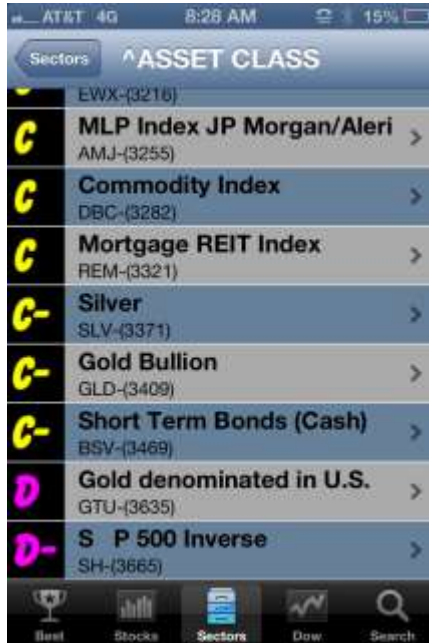 AT&T 4G 8:28 AM 15%
Sectors ^ASSET CLASS
EWX-(3216)
C MLP Index JP Morgan/Aleri
AMJ-(3255)
C Commodity Index
DBC-(3282)
C Mortgage REIT Index
REM-(3321)
C- Silver
SLV-(3371)
C- Gold Bullion
GLD-(3409)
C- Short Term Bonds (Cash)
BSV-(3469)
D Gold denominated in U.S.
GTU-(3635)
D- S P 500 Inverse
SH-(3665)
Best Stocks Sectors Dow Search